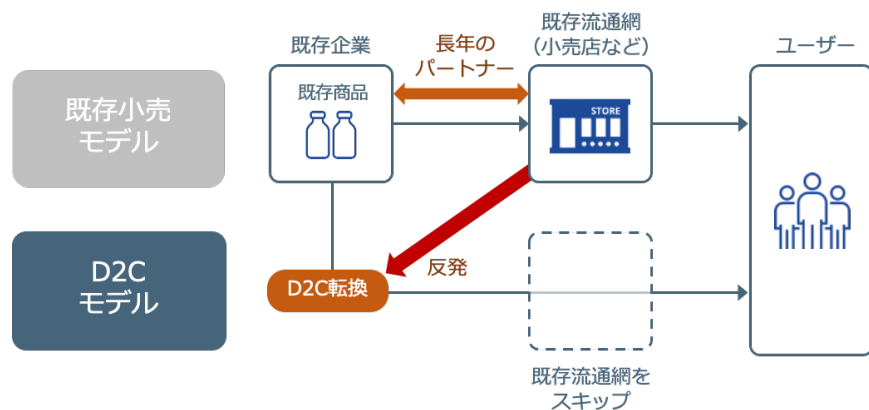 既存企業
長年の
パートナー
既存流通網
(小売店など)
ユーザー
既存小売
モデル
既存商品
STORE
D2C
モデル
D2C転換
反発
既存流通網を
スキップ